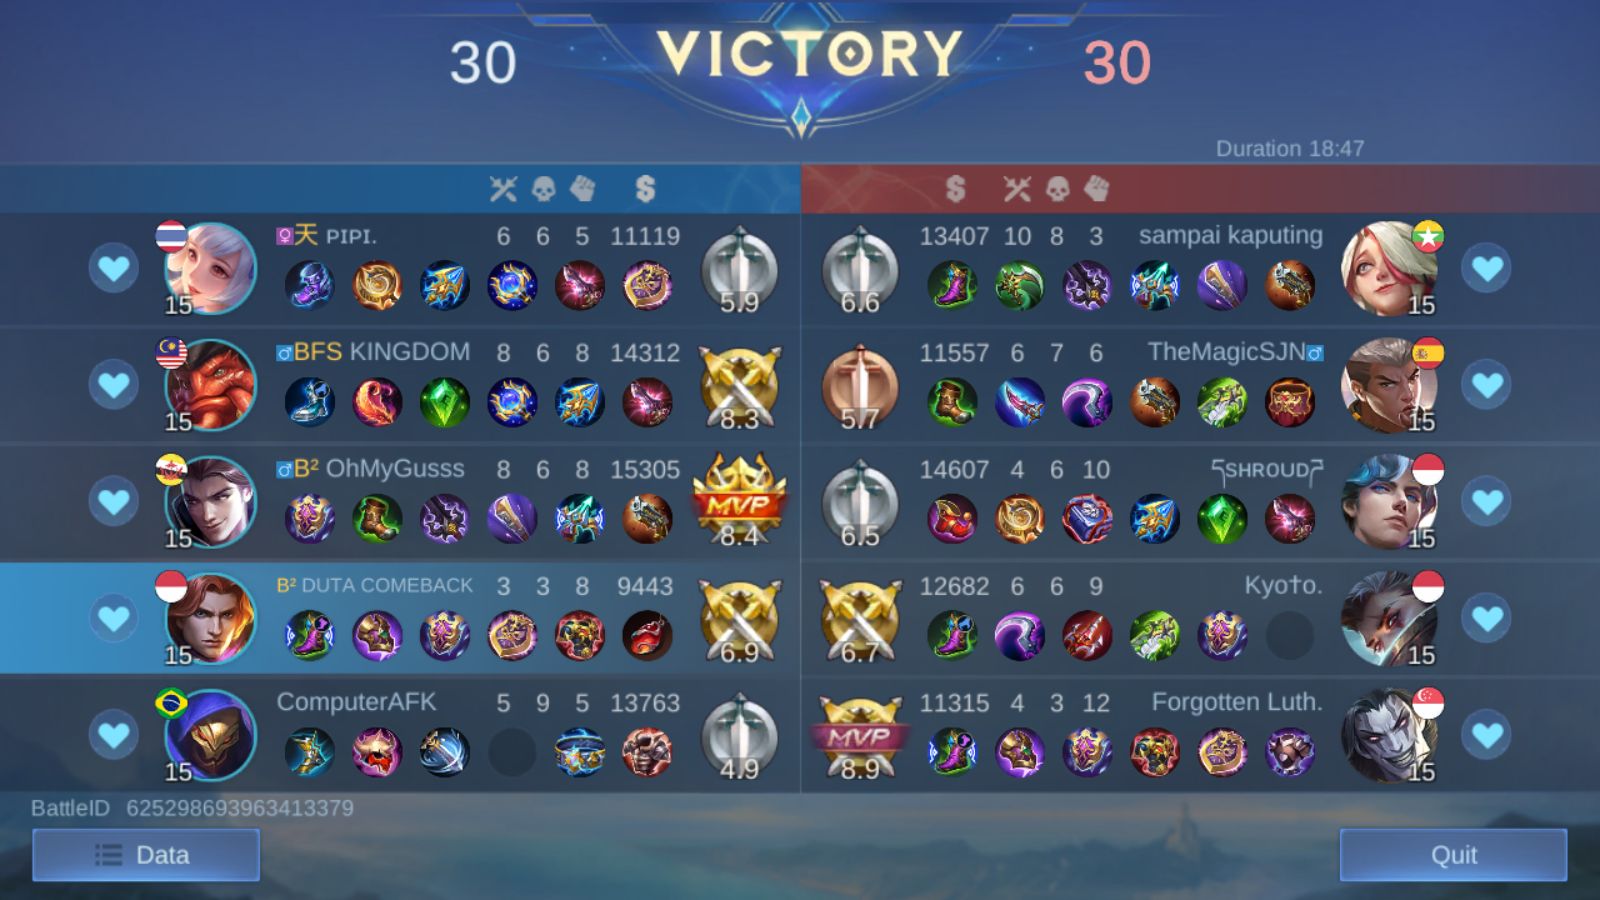 30 VICTORY 30
Duration 18:47
天 PIPI. 6 6 5 11119
15 5.9
13407 10 8 3 sampai kaputing
6.6 15
BFS KINGDOM 8 6 8 14312
15 8.3
11557 6 7 6 TheMagicSJN
5.7 15
B² OhMyGusss 8 6 8 15305
MVP
15 8.4
14607 4 6 10 SHROUD
6.5 15
B² DUTA COMEBACK 3 3 8 9443
15 6.9
12682 6 6 9 Kyo†o.
6.7 15
ComputerAFK 5 9 5 13763
15 4.9
11315 4 3 12 Forgotten Luth.
MVP
8.9 15
BattleID 625298693963413379
Data
Quit